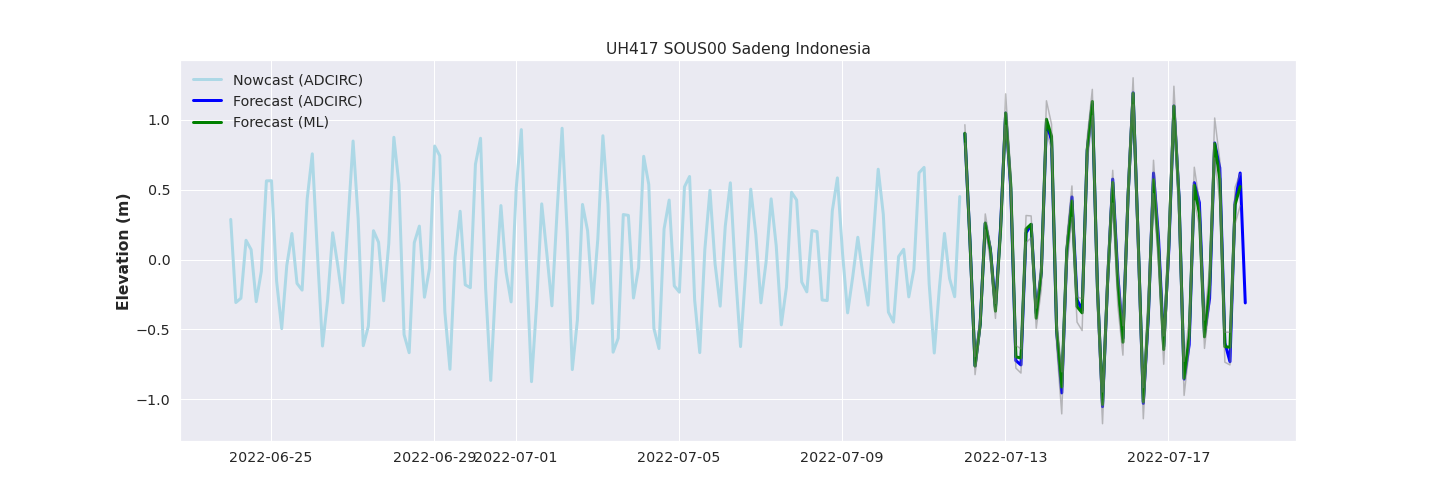 UH417 SOUS00 Sadeng Indonesia
Nowcast (ADCIRC)
Forecast (ADCIRC)
Forecast (ML)
Elevation (m)
1.0
0.5
0.0
−0.5
−1.0
2022-06-25
2022-06-29
2022-07-01
2022-07-05
2022-07-09
2022-07-13
2022-07-17